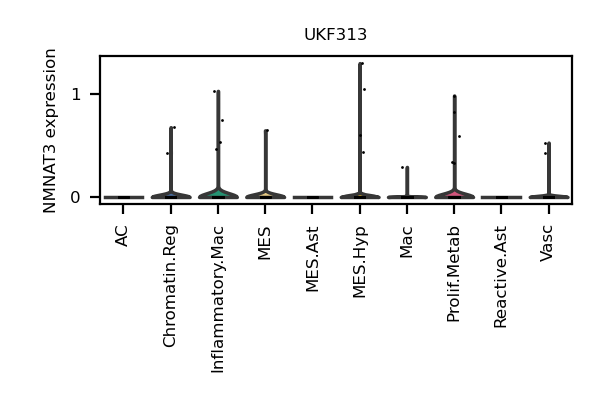 UKF313
NMNAT3 expression
1
0
AC
Chromatin.Reg
Inflammatory.Mac
MES
MES.Ast
MES.Hyp
Mac
Prolif.Metab
Reactive.Ast
Vasc